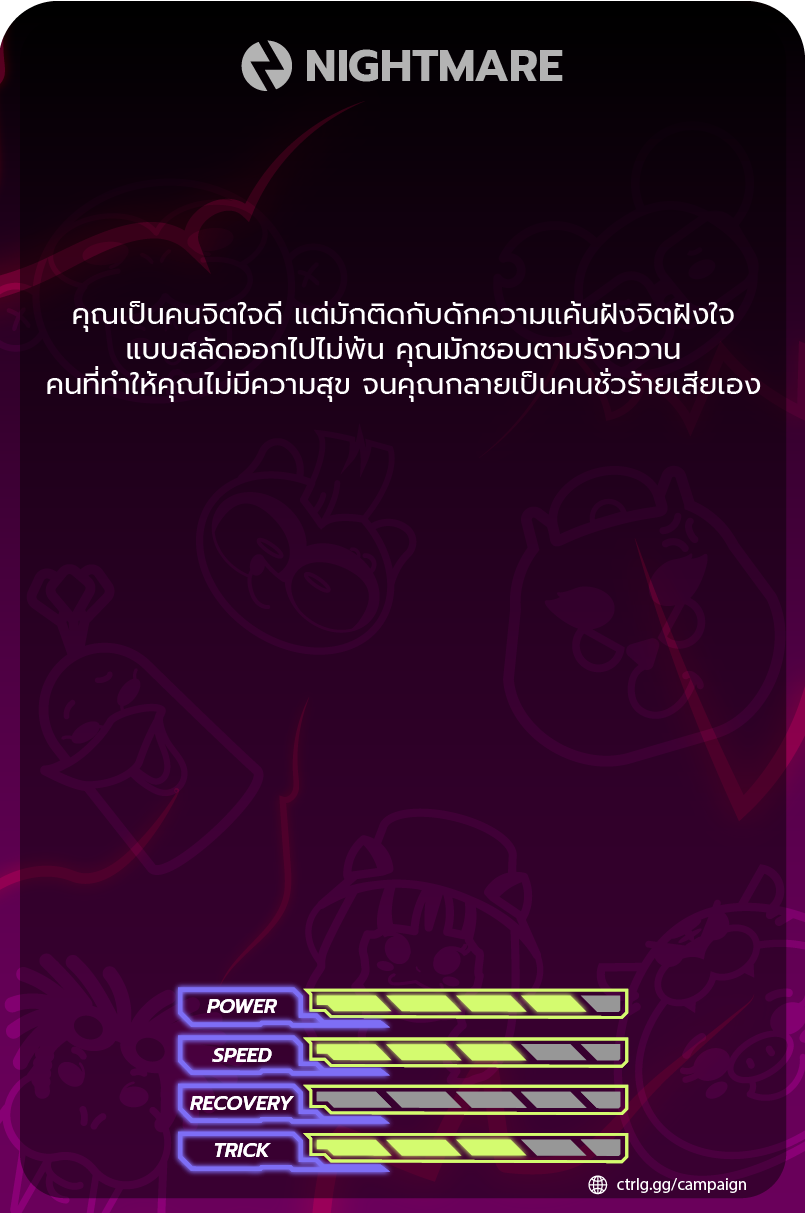 NIGHTMARE
คุณเป็นคนจิตใจดี แต่มักติดกับดักความแค้นฝังจิตฝังใจ
แบบสลัดออกไปไม่พ้น คุณมักชอบตามรังควาน
คนที่ทำให้คุณไม่มีความสุข จนคุณกลายเป็นคนชั่วร้ายเสียเอง
POWER
SPEED
RECOVERY
TRICK
ctrlg.gg/campaign